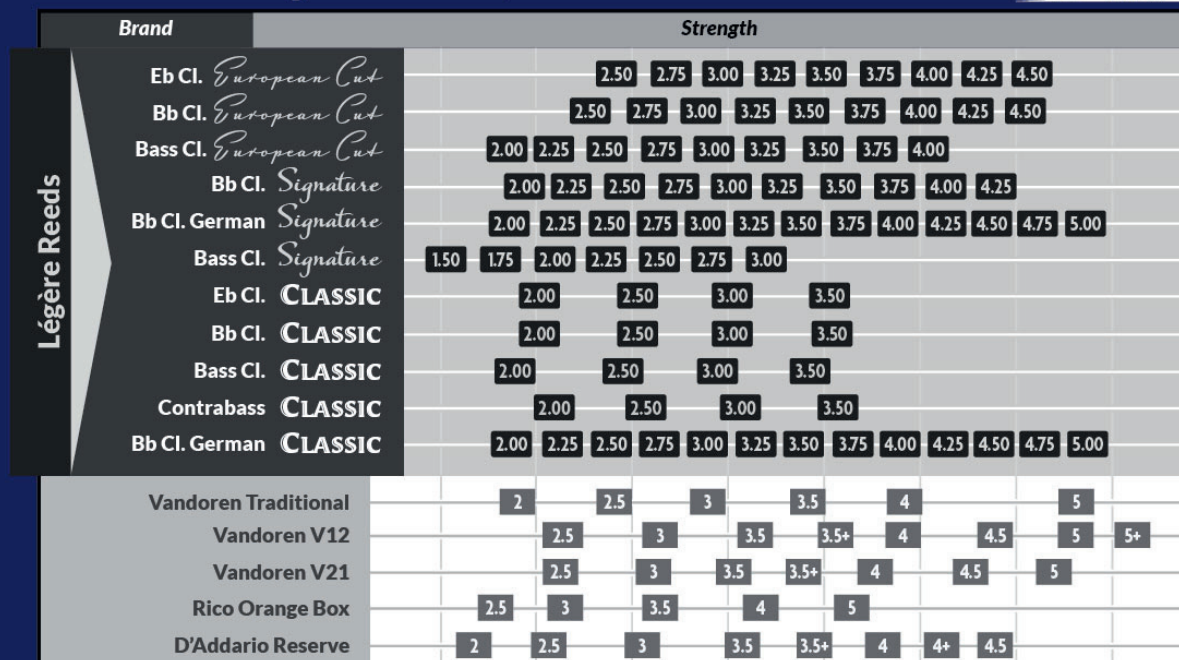 Brand Strength
Légère Reeds
Eb Cl. European Cut 2.50 2.75 3.00 3.25 3.50 3.75 4.00 4.25 4.50
Bb Cl. European Cut 2.50 2.75 3.00 3.25 3.50 3.75 4.00 4.25 4.50
Bass Cl. European Cut 2.00 2.25 2.50 2.75 3.00 3.25 3.50 3.75 4.00
Bb Cl. Signature 2.00 2.25 2.50 2.75 3.00 3.25 3.50 3.75 4.00 4.25
Bb Cl. German Signature 2.00 2.25 2.50 2.75 3.00 3.25 3.50 3.75 4.00 4.25 4.50 4.75 5.00
Bass Cl. Signature 1.50 1.75 2.00 2.25 2.50 2.75 3.00
Eb Cl. CLASSIC 2.00 2.50 3.00 3.50
Bb Cl. CLASSIC 2.00 2.50 3.00 3.50
Bass Cl. CLASSIC 2.00 2.50 3.00 3.50
Contrabass CLASSIC 2.00 2.50 3.00 3.50
Bb Cl. German CLASSIC 2.00 2.25 2.50 2.75 3.00 3.25 3.50 3.75 4.00 4.25 4.50 4.75 5.00
Vandoren Traditional 2 2.5 3 3.5 4 5
Vandoren V12 2.5 3 3.5 3.5+ 4 4.5 5 5+
Vandoren V21 2.5 3 3.5 3.5+ 4 4.5 5
Rico Orange Box 2.5 3 3.5 4 5
D'Addario Reserve 2 2.5 3 3.5 3.5+ 4 4+ 4.5